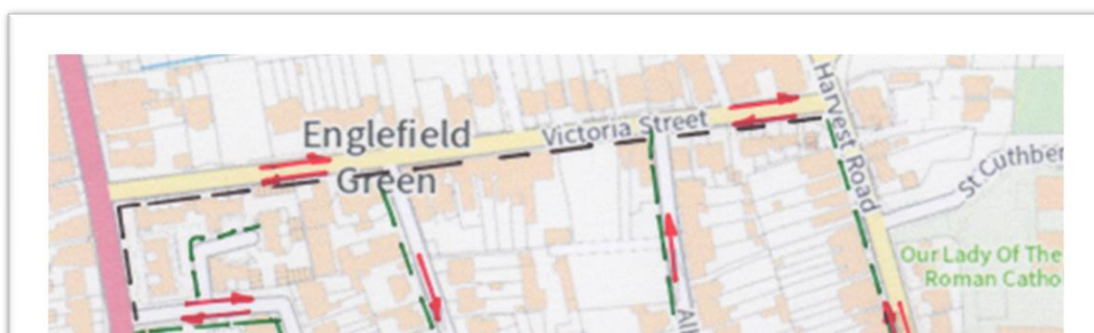 Englefield
Green
Victoria Street
Harvest Road
St Cuthber
Our Lady Of The
Roman Catho